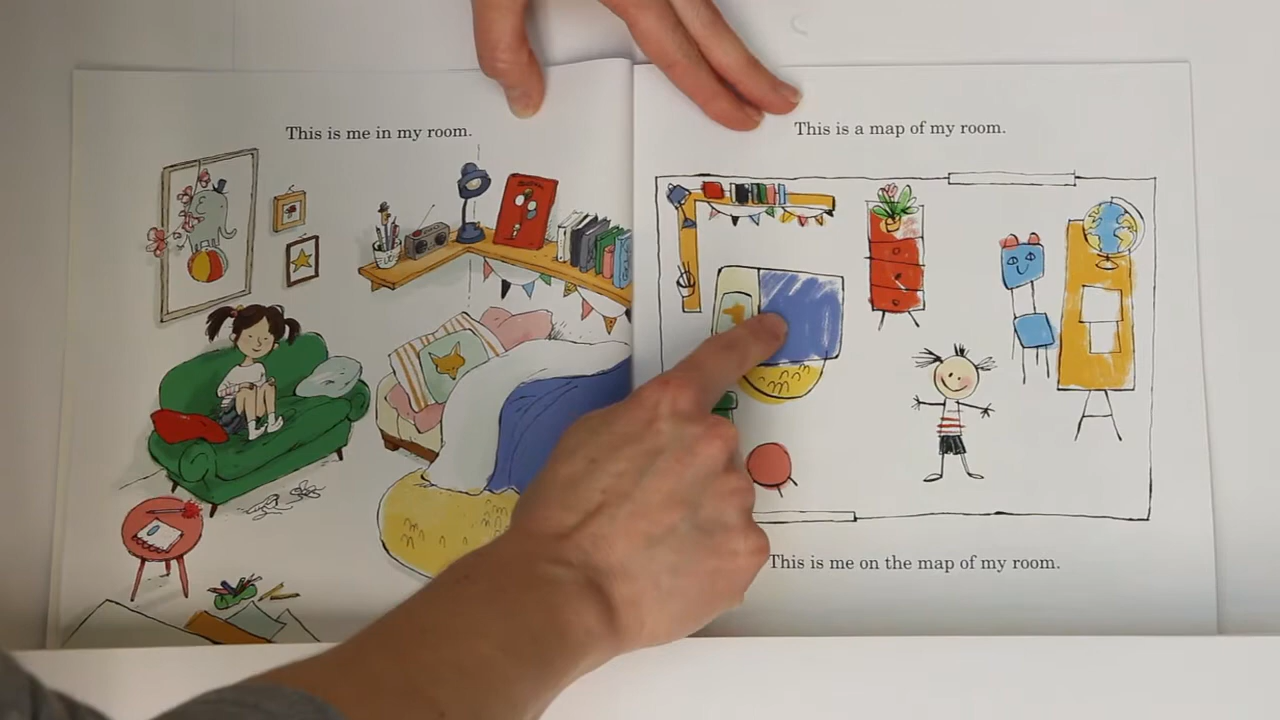 This is me in my room.
This is a map of my room.
This is me on the map of my room.